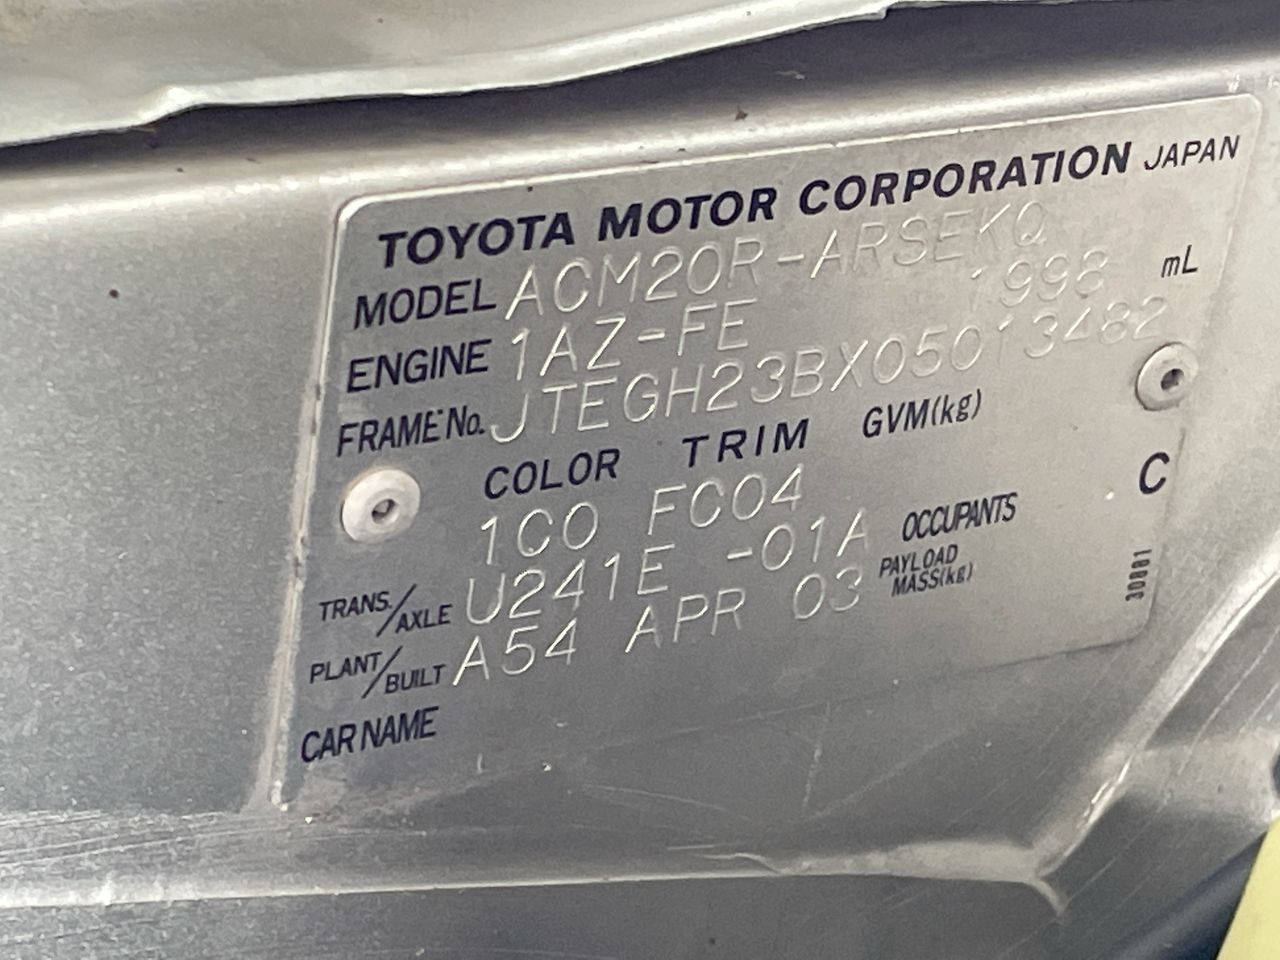 TOYOTA MOTOR CORPORATION JAPAN
MODEL ACM20R-ARSEKQ
ENGINE 1AZ-FE 1998 mL
FRAME No. JTEGH23BX05013482
COLOR TRIM GVM(kg)
1C0 FC04 C
TRANS./AXLE U241E -01A OCCUPANTS
PLANT/BUILT A54 APR 03 PAYLOAD MASS(kg)
30881
CAR NAME